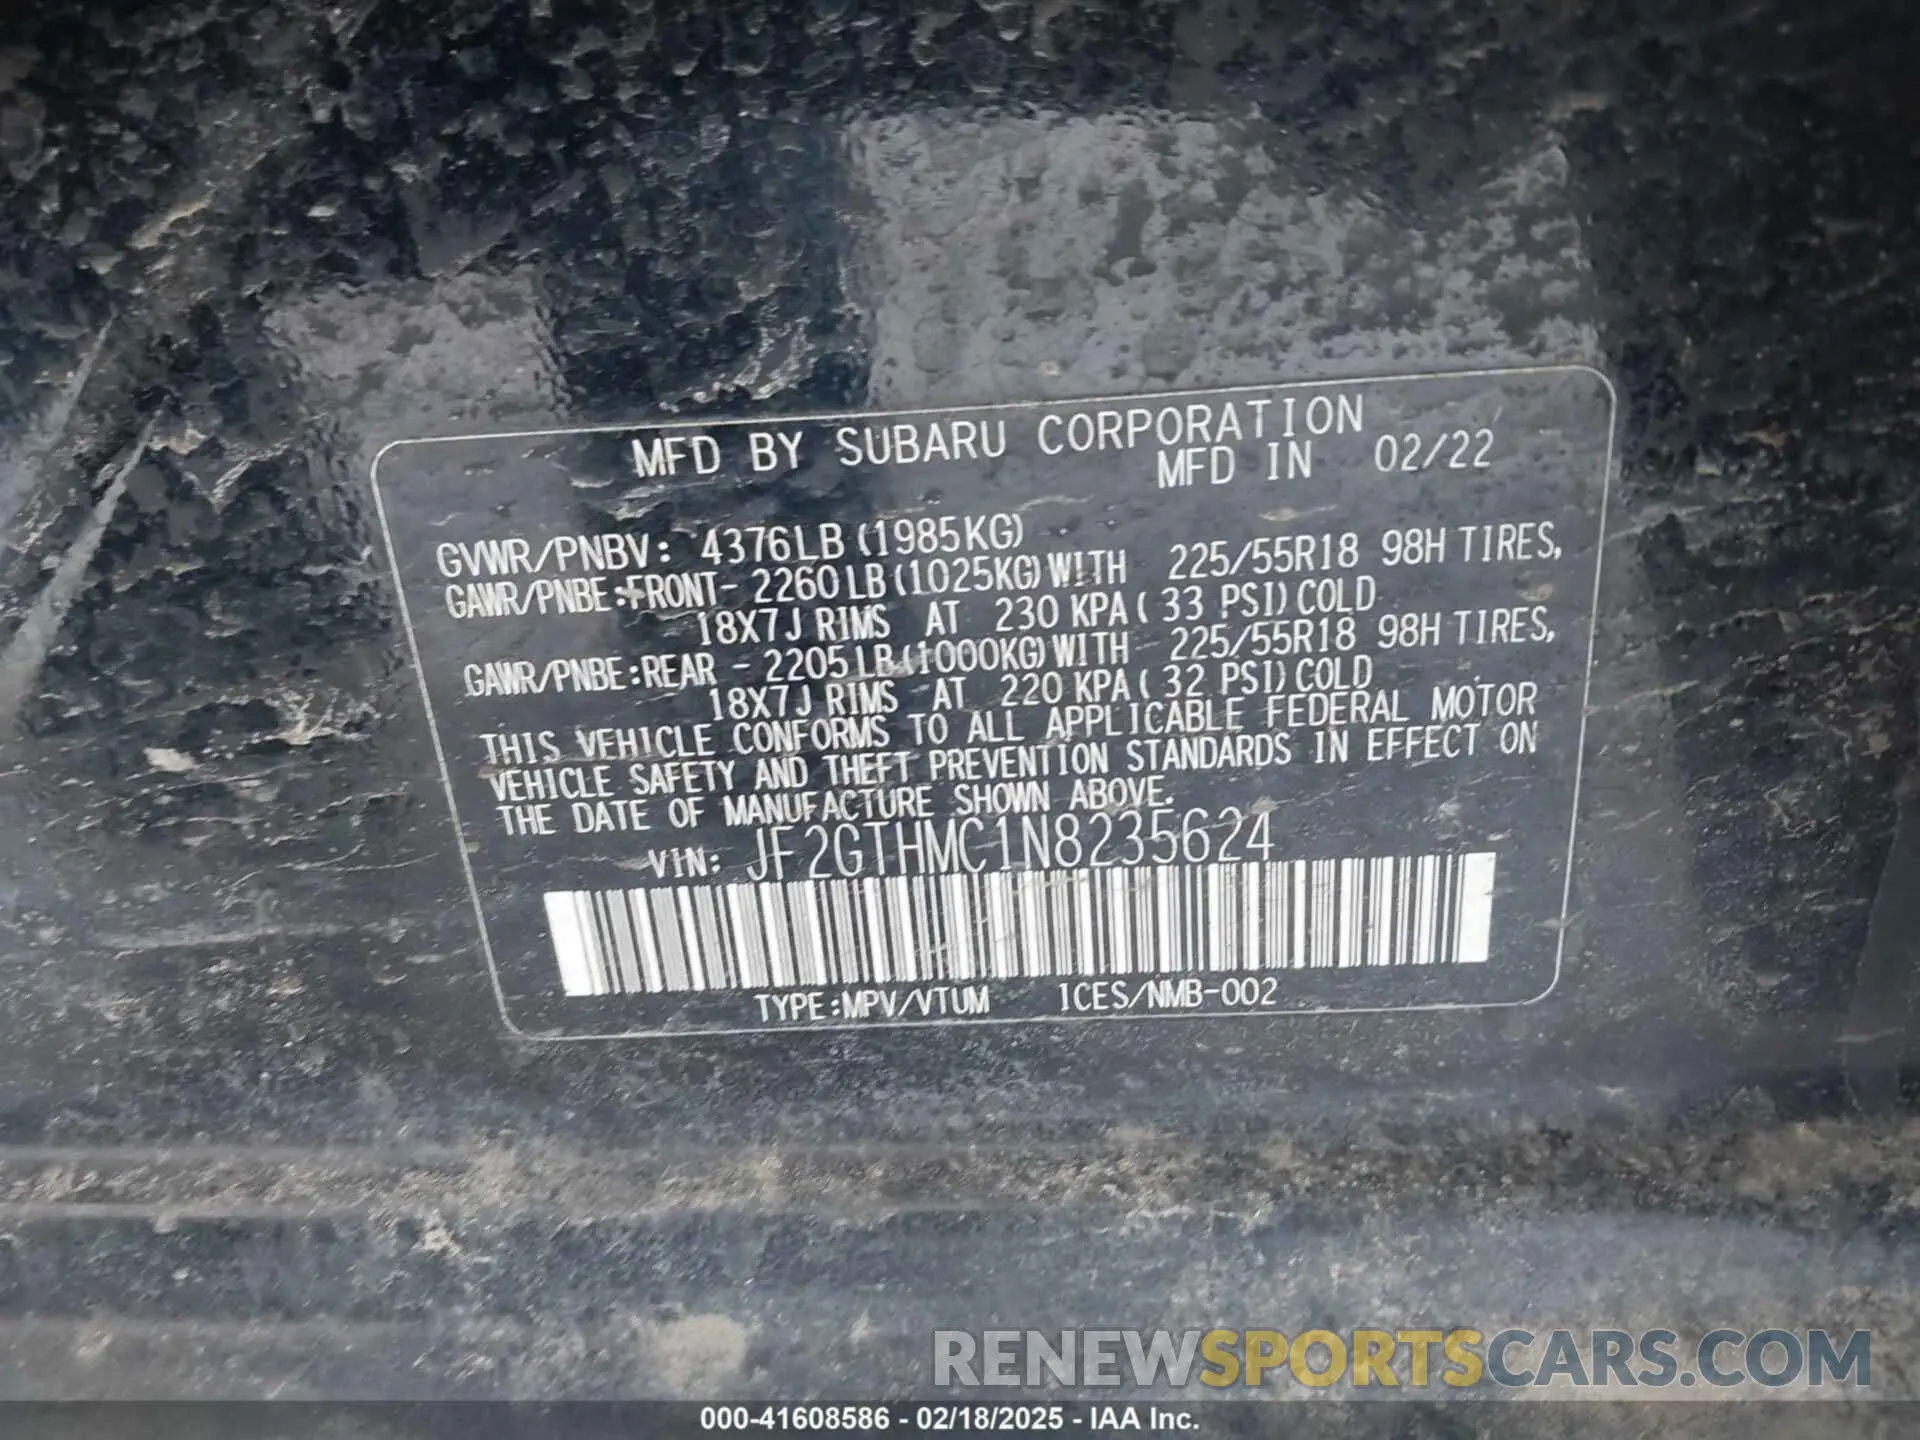 MFD BY SUBARU CORPORATION
MFD IN 02/22
GVWR/PNBV: 4376LB (1985KG)
GAWR/PNBE:FRONT- 2260LB (1025KG) WITH 225/55R18 98H TIRES,
18X7J RIMS AT 230 KPA ( 33 PSI) COLD
GAWR/PNBE:REAR - 2205LB (1000KG) WITH 225/55R18 98H TIRES,
18X7J RIMS AT 220 KPA ( 32 PSI) COLD
THIS VEHICLE CONFORMS TO ALL APPLICABLE FEDERAL MOTOR
VEHICLE SAFETY AND THEFT PREVENTION STANDARDS IN EFFECT ON
THE DATE OF MANUFACTURE SHOWN ABOVE.
VIN: JF2GTHMC1N8235624
TYPE:MPV/VTUM ICES/NMB-002
RENEWSPORTSCARS.COM
000-41608586 - 02/18/2025 - IAA Inc.